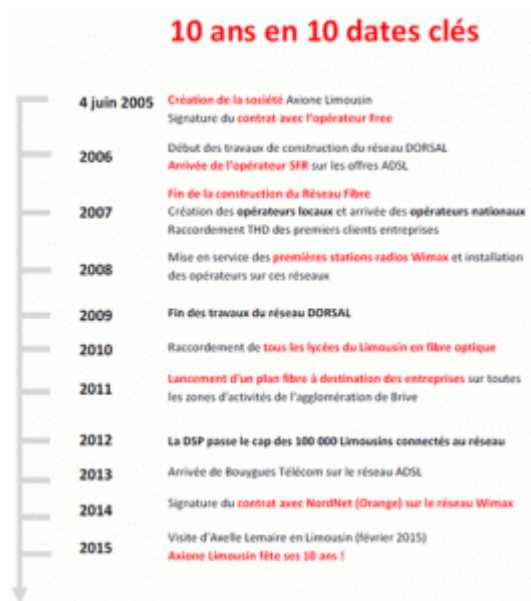 10 ans en 10 dates clés
4 juin 2005
Création de la société Axione Limousin
Signature du contrat avec l'opérateur Free
2006
Début des travaux de construction du réseau DORSAL
Arrivée de l'opérateur SFR sur les offres ADSL
2007
Fin de la construction du Réseau Fibre
Création des opérateurs locaux et arrivée des opérateurs nationaux
Raccordement THD des premiers clients entreprises
2008
Mise en service des premières stations radios Wimax et installation
des opérateurs sur ces réseaux
2009
Fin des travaux du réseau DORSAL
2010
Raccordement de tous les lycées du Limousin en fibre optique
2011
Lancement d'un plan fibre à destination des entreprises sur toutes
les zones d'activités de l'agglomération de Brive
2012
La DSP passe le cap des 100 000 Limousins connectés au réseau
2013
Arrivée de Bouygues Télécom sur le réseau ADSL
2014
Signature du contrat avec NordNet (Orange) sur le réseau Wimax
2015
Visite d'Axelle Lemaire en Limousin (février 2015)
Axione Limousin fête ses 10 ans !